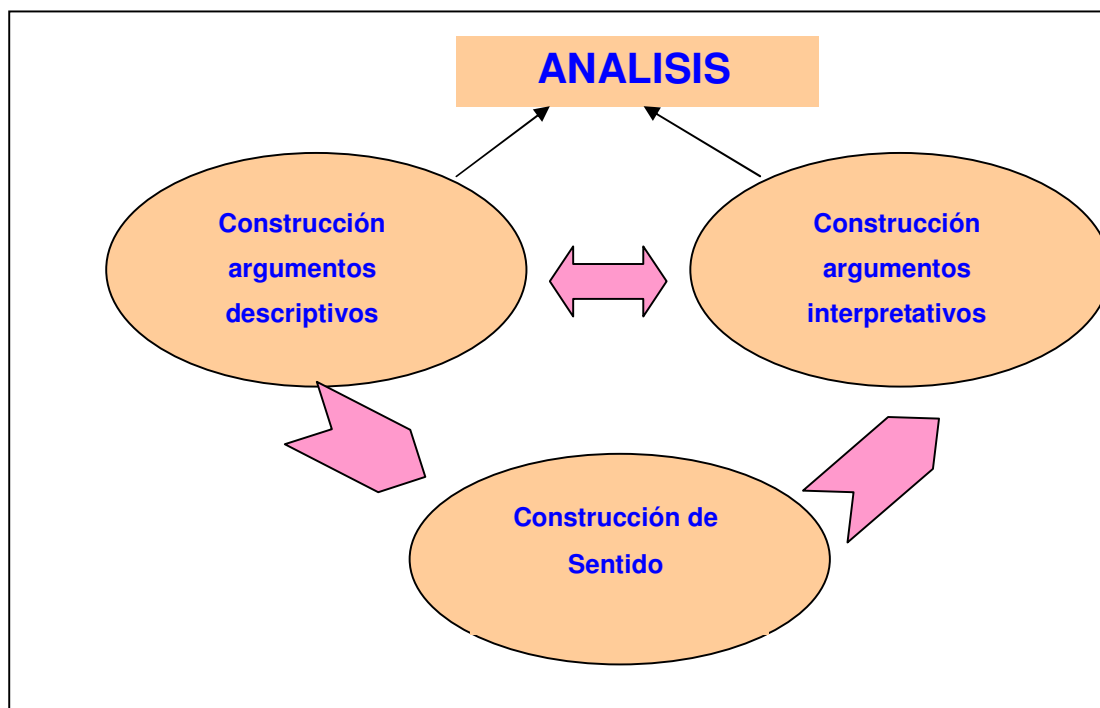 ANALISIS
Construcción
argumentos
descriptivos
Construcción
argumentos
interpretativos
Construcción de
Sentido